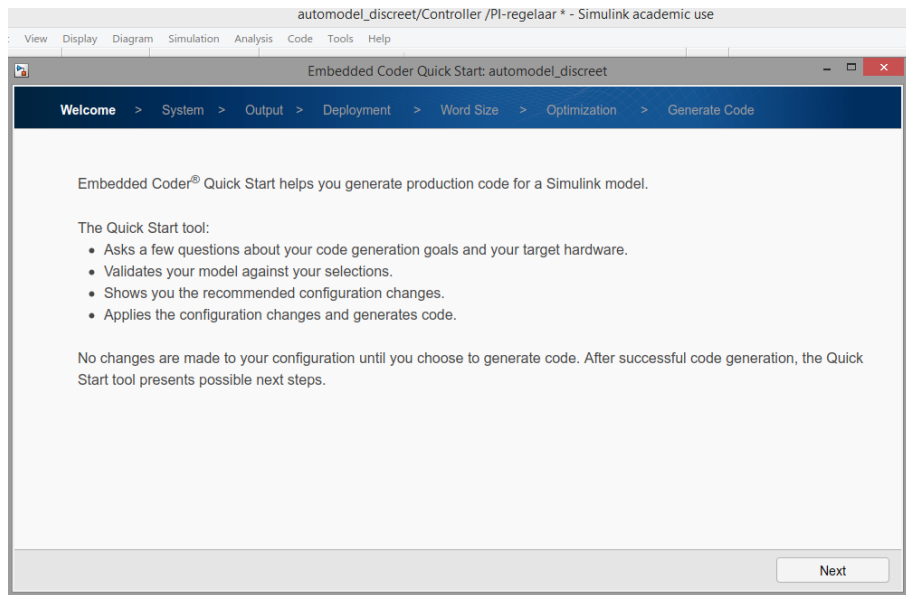 automodel_discreet/Controller /PI-regelaar * - Simulink academic use
View Display Diagram Simulation Analysis Code Tools Help
Embedded Coder Quick Start: automodel_discreet
Welcome > System > Output > Deployment > Word Size > Optimization > Generate Code
Embedded Coder® Quick Start helps you generate production code for a Simulink model.
The Quick Start tool:
• Asks a few questions about your code generation goals and your target hardware.
• Validates your model against your selections.
• Shows you the recommended configuration changes.
• Applies the configuration changes and generates code.
No changes are made to your configuration until you choose to generate code. After successful code generation, the Quick
Start tool presents possible next steps.
Next